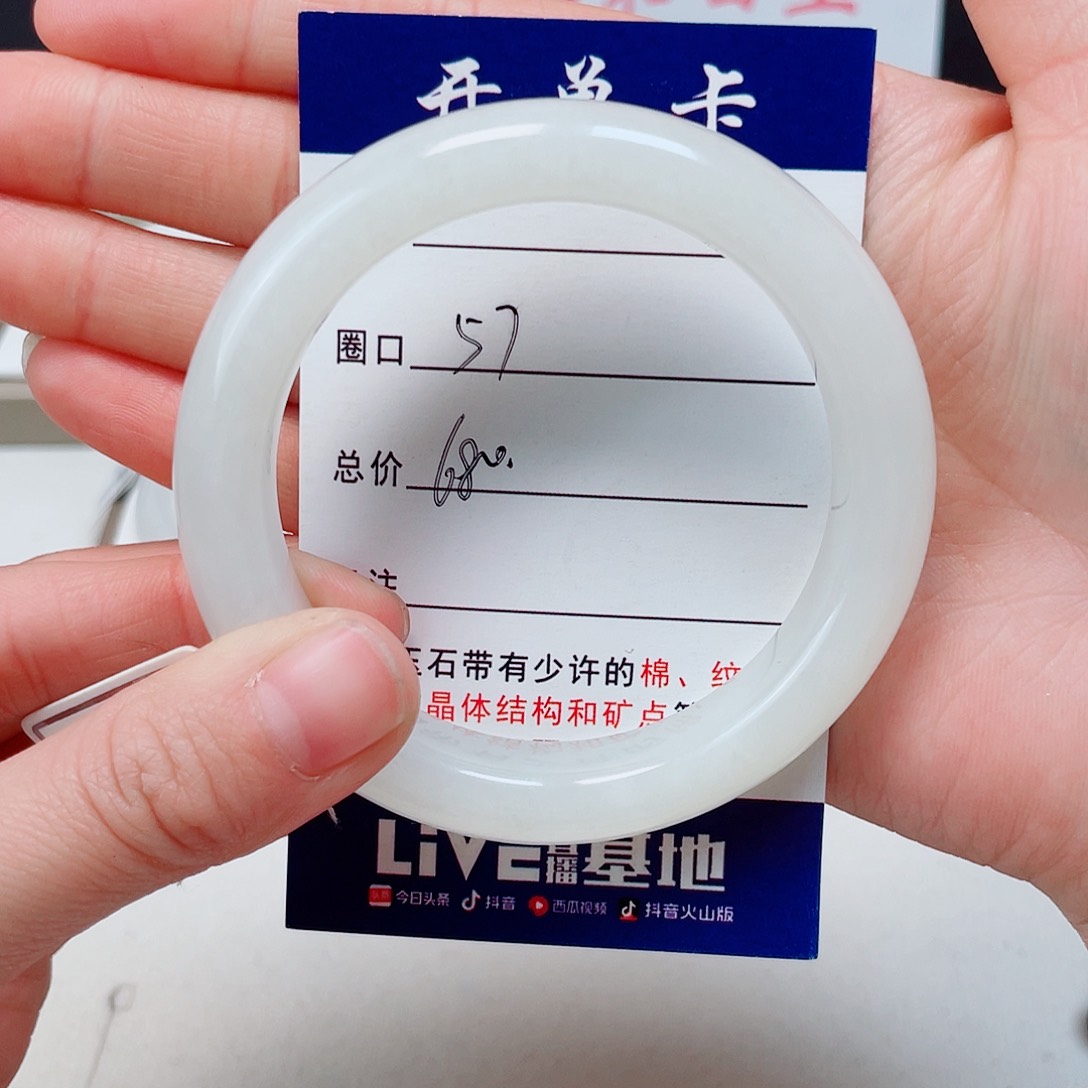 开单卡
圈口 57
总价 680.
注
玉石带有少许的棉、纹
晶体结构和矿点
LiVE直播基地
今日头条 抖音 西瓜视频 抖音火山版